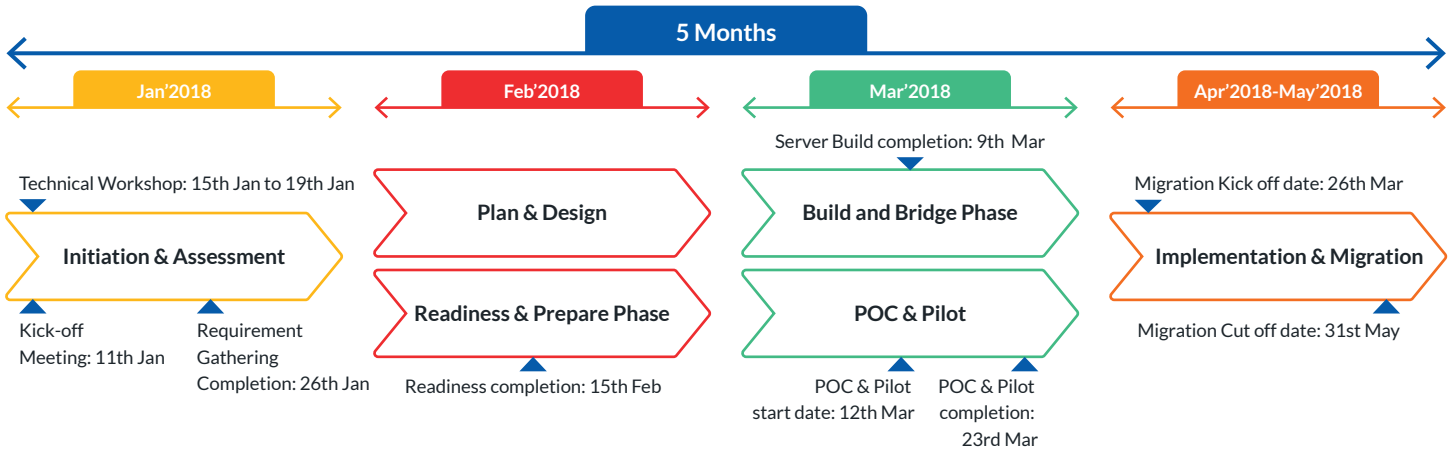 5 Months
Jan'2018
Feb'2018
Mar'2018
Apr'2018-May'2018
Technical Workshop: 15th Jan to 19th Jan
Initiation & Assessment
Kick-off
Meeting: 11th Jan
Requirement
Gathering
Completion: 26th Jan
Plan & Design
Readiness & Prepare Phase
Readiness completion: 15th Feb
Server Build completion: 9th Mar
Build and Bridge Phase
POC & Pilot
POC & Pilot
start date: 12th Mar
POC & Pilot
completion:
23rd Mar
Migration Kick off date: 26th Mar
Implementation & Migration
Migration Cut off date: 31st May